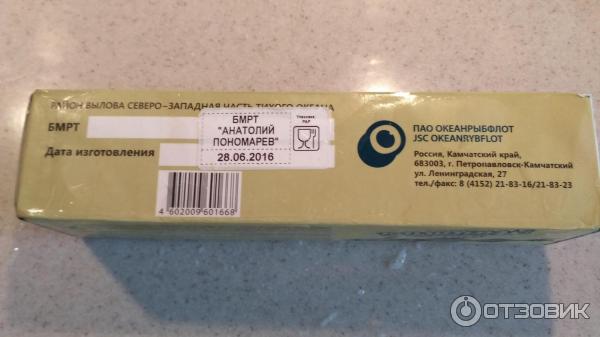 РАЙОН ВЫЛОВА СЕВЕРО-ЗАПАДНАЯ ЧАСТЬ ТИХОГО ОКЕАНА
БМРТ
Дата изготовления
БМРТ
"АНАТОЛИЙ
ПОНОМАРЕВ"
28.06.2016
Упаковка
4 602009 601668
ПАО ОКЕАНРЫБФЛОТ
JSC OKEANRYBFLOT
Россия, Камчатский край,
683003, г. Петропавловск-Камчатский
ул. Ленинградская, 27
тел./факс: 8 (4152) 21-83-16/21-83-23
ОТЗОВИК